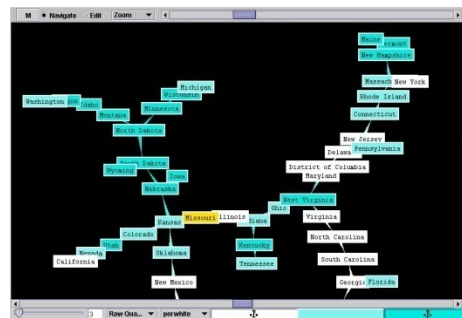 M Navigate Edit Zoom
Maine
Vermont
New Hampshire
Michigan
Wisconsin
Massach New York
Washington Idaho
Minnesota
Rhode Island
Montana
Connecticut
North Dakota
New Jersey
Delawa Pennsylvania
South Dakota
District of Columbia
Wyoming Iowa
Maryland
Nebraska
West Virginia
Ohio
Kansas Missouri Illinois diana
Virginia
Colorado
North Carolina
Utah
Kentucky
Nevada
Oklahoma
California
Tennessee
South Carolina
New Mexico
Georgia Florida
3 Raw Qua... perwhite